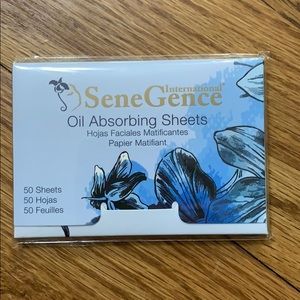 International
SeneGence
Oil Absorbing Sheets
Hojas Faciales Matificantes
Papier Matifiant
50 Sheets
50 Hojas
50 Feuilles